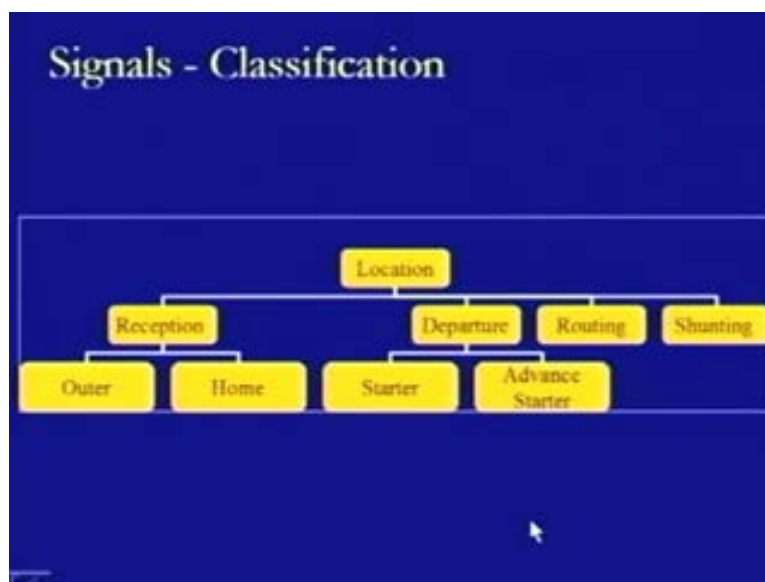 Signals - Classification
Location
Reception
Departure
Routing
Shunting
Outer
Home
Starter
Advance
Starter